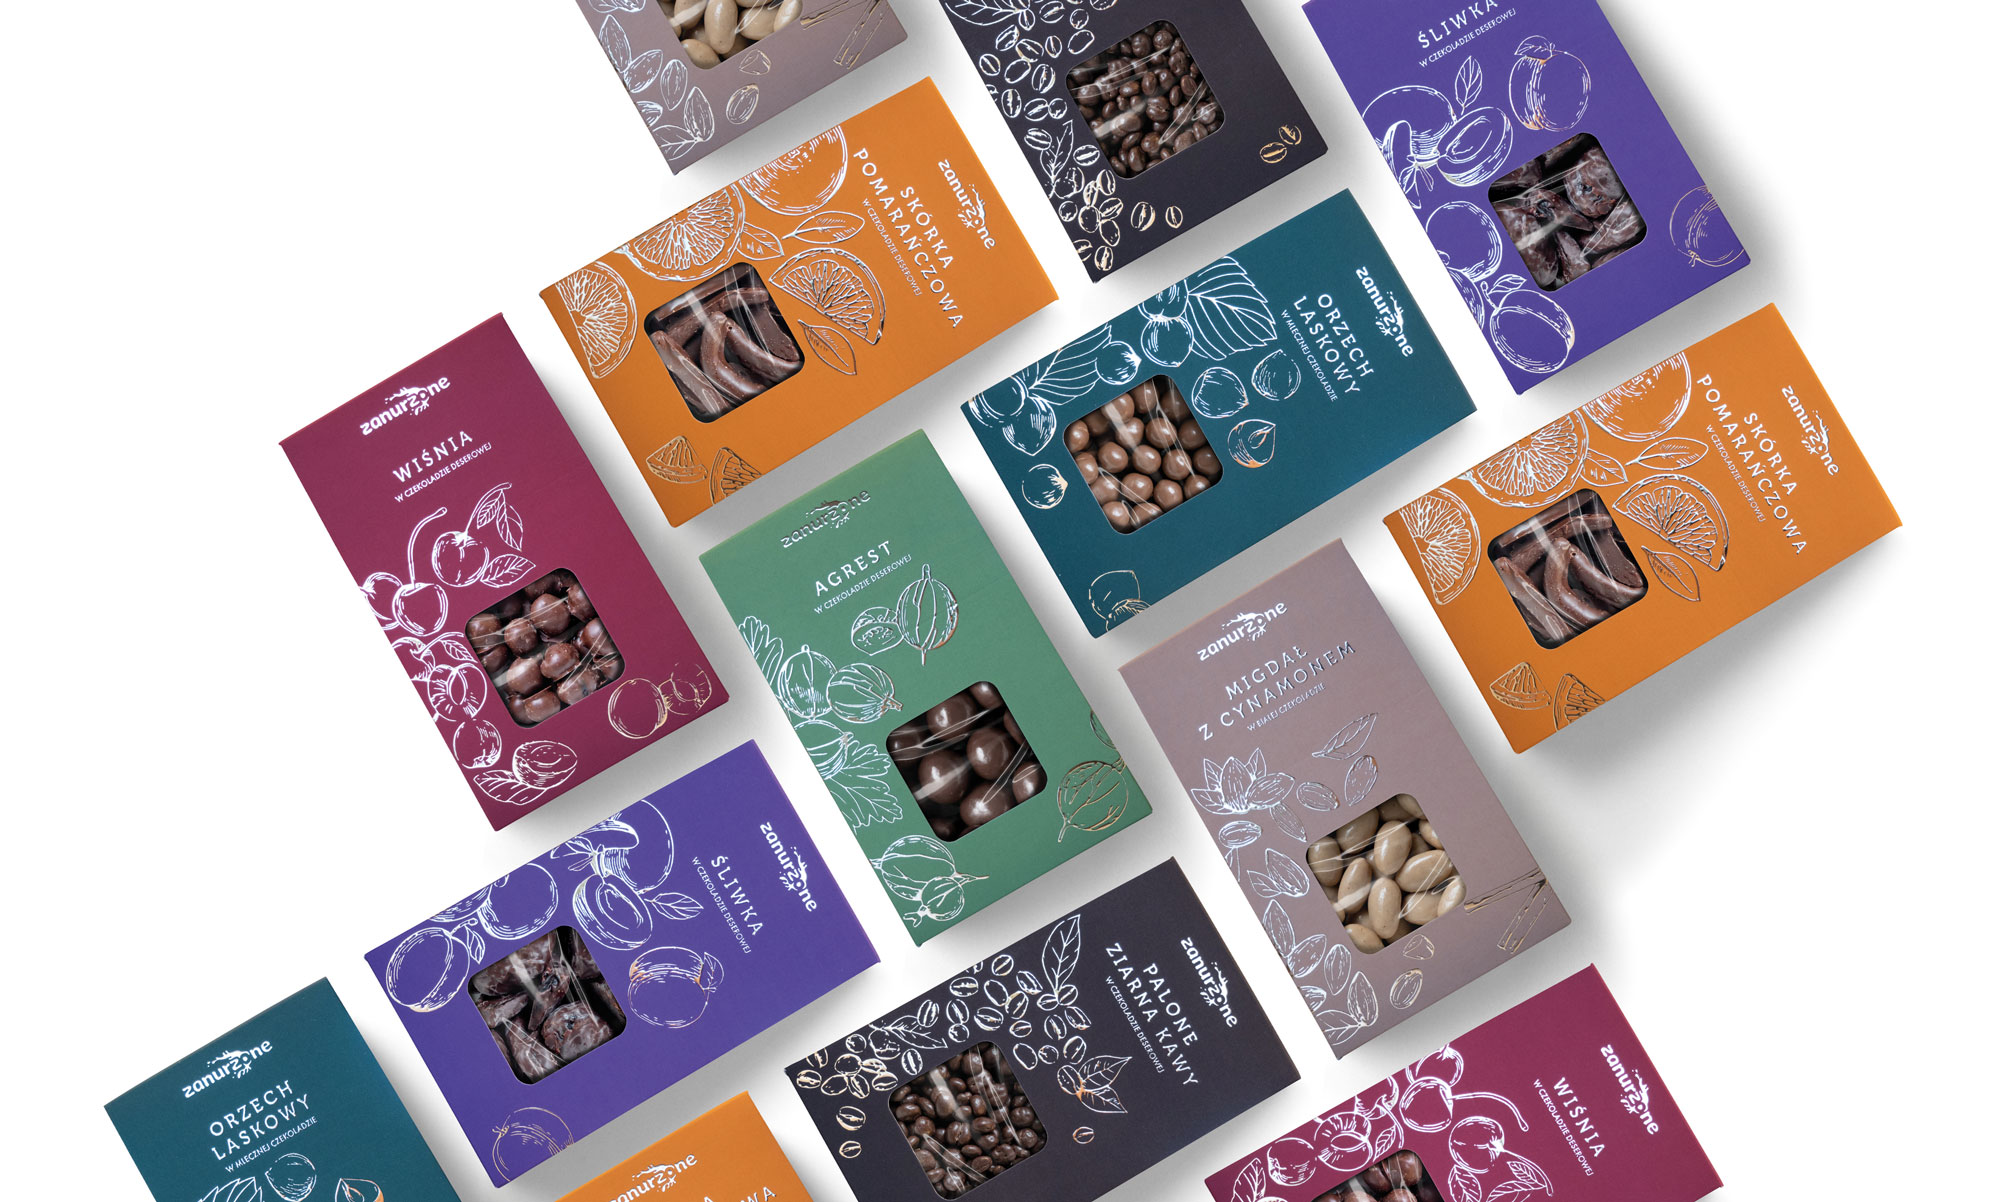 ŚLIWKA
W CZEKOLADZIE DESEROWEJ
zanurzone
SKÓRKA
POMARAŃCZOWA
W CZEKOLADZIE DESEROWEJ
zanurzone
ORZECH
LASKOWY
W MLECZNEJ CZEKOLADZIE
zanurzone
WIŚNIA
W CZEKOLADZIE DESEROWEJ
zanurzone
SKÓRKA
POMARAŃCZOWA
W CZEKOLADZIE DESEROWEJ
zanurzone
AGREST
W CZEKOLADZIE DESEROWEJ
zanurzone
MIGDAŁ
Z CYNAMONEM
W BIAŁEJ CZEKOLADZIE
zanurzone
ŚLIWKA
W CZEKOLADZIE DESEROWEJ
zanurzone
PALONE
ZIARNA KAWY
W CZEKOLADZIE DESEROWEJ
zanurzone
ORZECH
LASKOWY
W MLECZNEJ CZEKOLADZIE
zanurzone
WIŚNIA
W CZEKOLADZIE DESEROWEJ
zanurzone